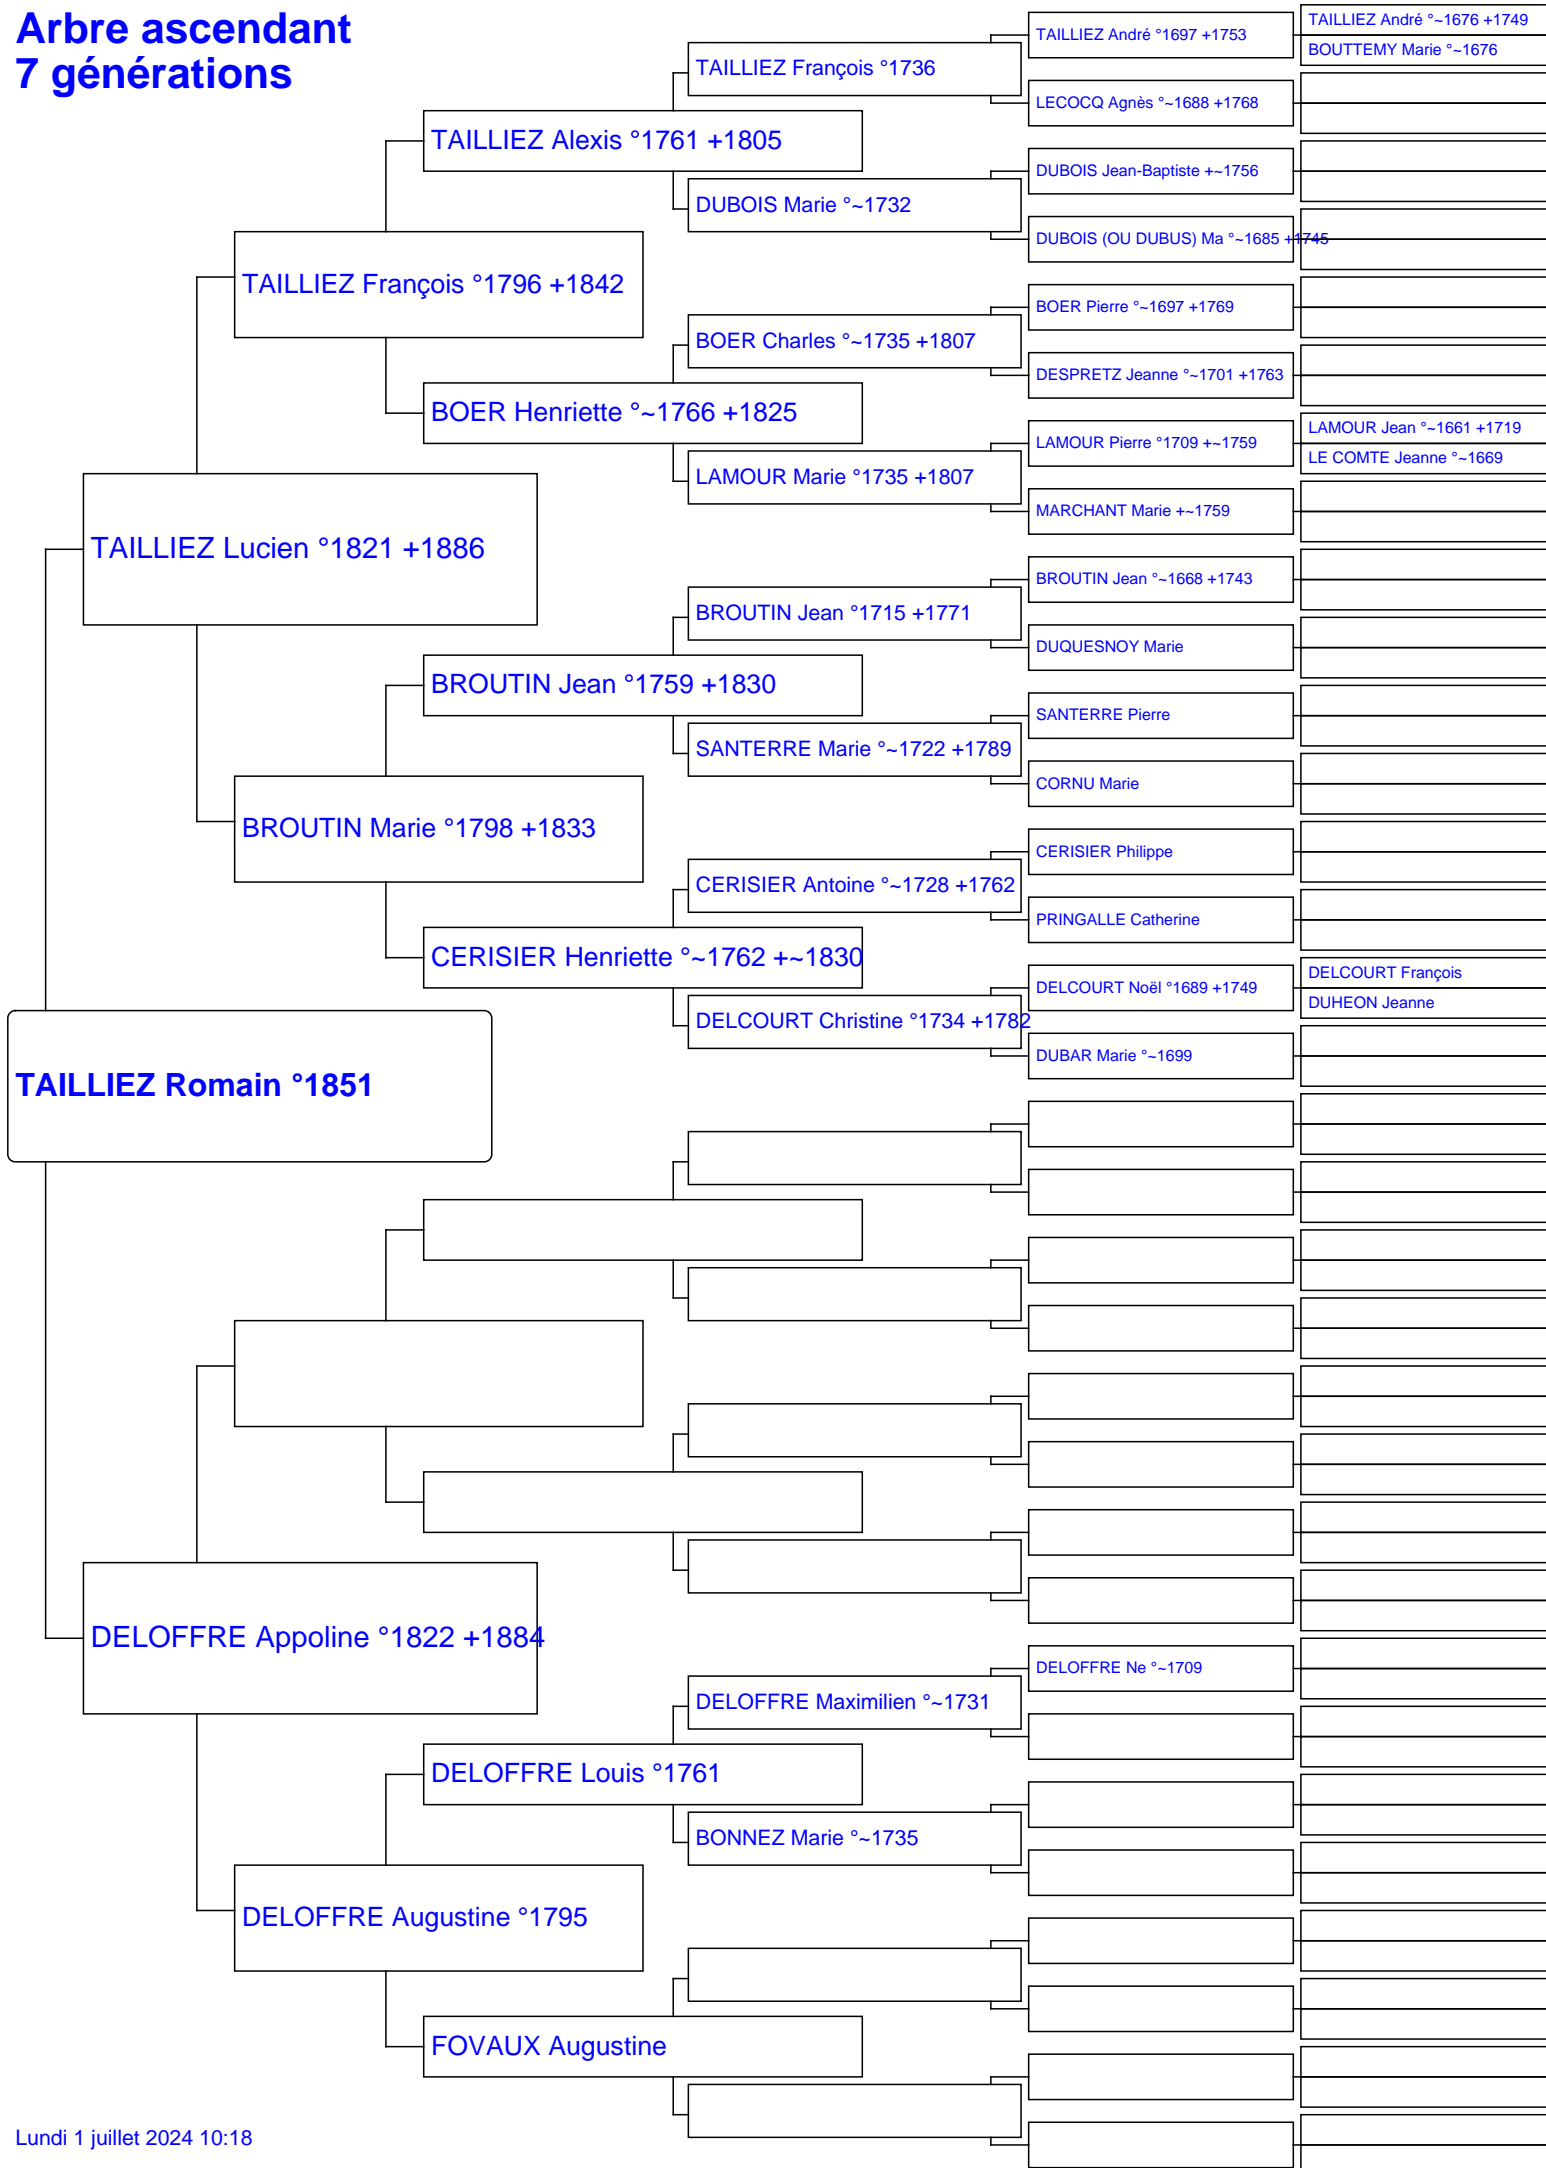 Arbre ascendant
7 générations
TAILLIEZ Romain °1851
TAILLIEZ Lucien °1821 +1886
DELOFFRE Appoline °1822 +1884
TAILLIEZ François °1796 +1842
BROUTIN Marie °1798 +1833
DELOFFRE Augustine °1795
TAILLIEZ Alexis °1761 +1805
BOER Henriette °~1766 +1825
BROUTIN Jean °1759 +1830
CERISIER Henriette °~1762 +~1830
DELOFFRE Louis °1761
FOVAUX Augustine
TAILLIEZ François °1736
DUBOIS Marie °~1732
BOER Charles °~1735 +1807
LAMOUR Marie °1735 +1807
BROUTIN Jean °1715 +1771
SANTERRE Marie °~1722 +1789
CERISIER Antoine °~1728 +1762
DELCOURT Christine °1734 +1782
DELOFFRE Maximilien °~1731
BONNEZ Marie °~1735
TAILLIEZ André °1697 +1753
LECOCQ Agnès °~1688 +1768
DUBOIS Jean-Baptiste +~1756
DUBOIS (OU DUBUS) Ma °~1685 +1745
BOER Pierre °~1697 +1769
DESPRETZ Jeanne °~1701 +1763
LAMOUR Pierre °1709 +~1759
MARCHANT Marie +~1759
BROUTIN Jean °~1668 +1743
DUQUESNOY Marie
SANTERRE Pierre
CORNU Marie
CERISIER Philippe
PRINGALLE Catherine
DELCOURT Noël °1689 +1749
DUBAR Marie °~1699
DELOFFRE Ne °~1709
TAILLIEZ André °~1676 +1749
BOUTTEMY Marie °~1676
LAMOUR Jean °~1661 +1719
LE COMTE Jeanne °~1669
DELCOURT François
DUHEON Jeanne
Lundi 1 juillet 2024 10:18